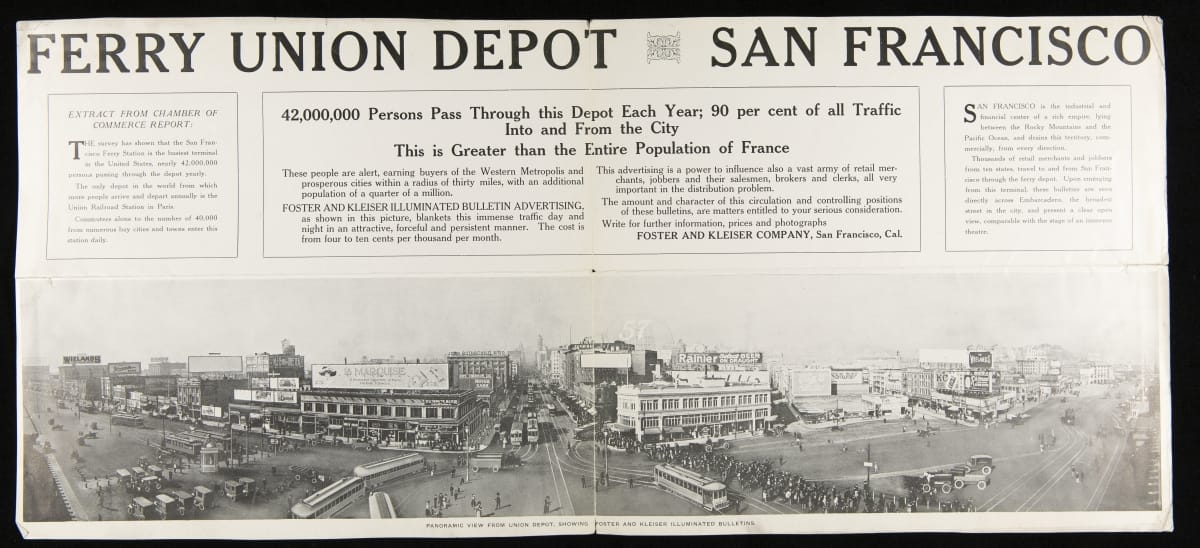 FERRY UNION DEPOT SAN FRANCISCO
EXTRACT FROM CHAMBER OF
COMMERCE REPORT:
THE survey has shown that the San Fran-
cisco Ferry Station is the busiest terminal
in the United States, nearly 42,000,000
persons passing through the depot yearly.
The only depot in the world from which
more people arrive and depart annually is the
Union Railroad Station in Paris.
Commuters alone to the number of 40,000
from numerous bay cities and towns enter this
station daily.
42,000,000 Persons Pass Through this Depot Each Year; 90 per cent of all Traffic
Into and From the City
This is Greater than the Entire Population of France
These people are alert, earning buyers of the Western Metropolis and
prosperous cities within a radius of thirty miles, with an additional
population of a quarter of a million.
FOSTER AND KLEISER ILLUMINATED BULLETIN ADVERTISING,
as shown in this picture, blankets this immense traffic day and
night in an attractive, forceful and persistent manner. The cost is
from four to ten cents per thousand per month.
This advertising is a power to influence also a vast army of retail mer-
chants, jobbers and their salesmen, brokers and clerks, all very
important in the distribution problem.
The amount and character of this circulation and controlling positions
of these bulletins, are matters entitled to your serious consideration.
Write for further information, prices and photographs
FOSTER AND KLEISER COMPANY, San Francisco, Cal.
SAN FRANCISCO is the industrial and
financial center of a rich empire, lying
between the Rocky Mountains and the
Pacific Ocean, and drains this territory, com-
mercially, from every direction.
Thousands of retail merchants and jobbers
from ten states, travel to and from San Fran-
cisco through the ferry depot. Upon emerging
from this terminal, these bulletins are seen
directly across Embarcadero, the broadest
street in the city, and present a clear open
view, comparable with the stage of an immense
theatre.
WIELANDS
LA MARQUISE
57
Rainier Select BEER
ON DRAUGHT
WIELANDS
PANORAMIC VIEW FROM UNION DEPOT, SHOWING FOSTER AND KLEISER ILLUMINATED BULLETINS